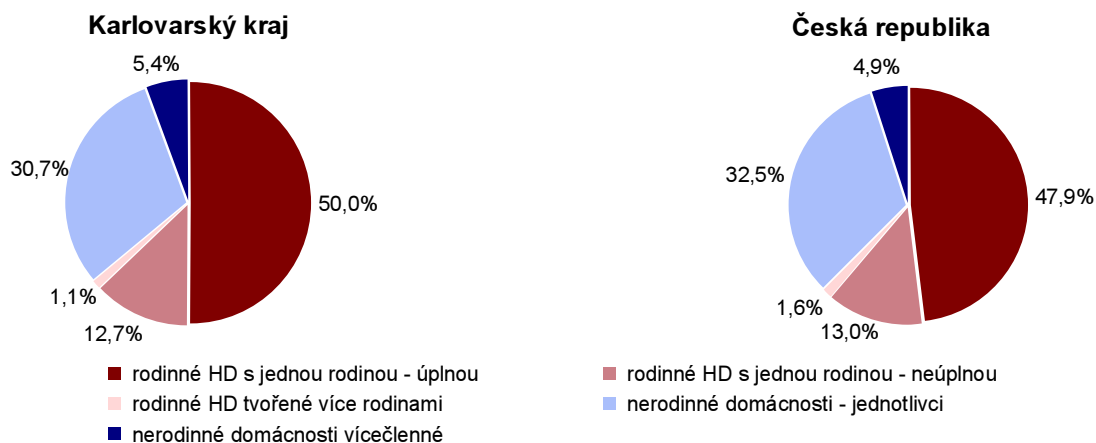 Karlovarský kraj
Česká republika
5,4%
4,9%
30,7%
32,5%
50,0%
47,9%
1,1%
1,6%
12,7%
13,0%
rodinné HD s jednou rodinou - úplnou
rodinné HD s jednou rodinou - neúplnou
rodinné HD tvořené více rodinami
nerodinné domácnosti - jednotlivci
nerodinné domácnosti vícečlenné